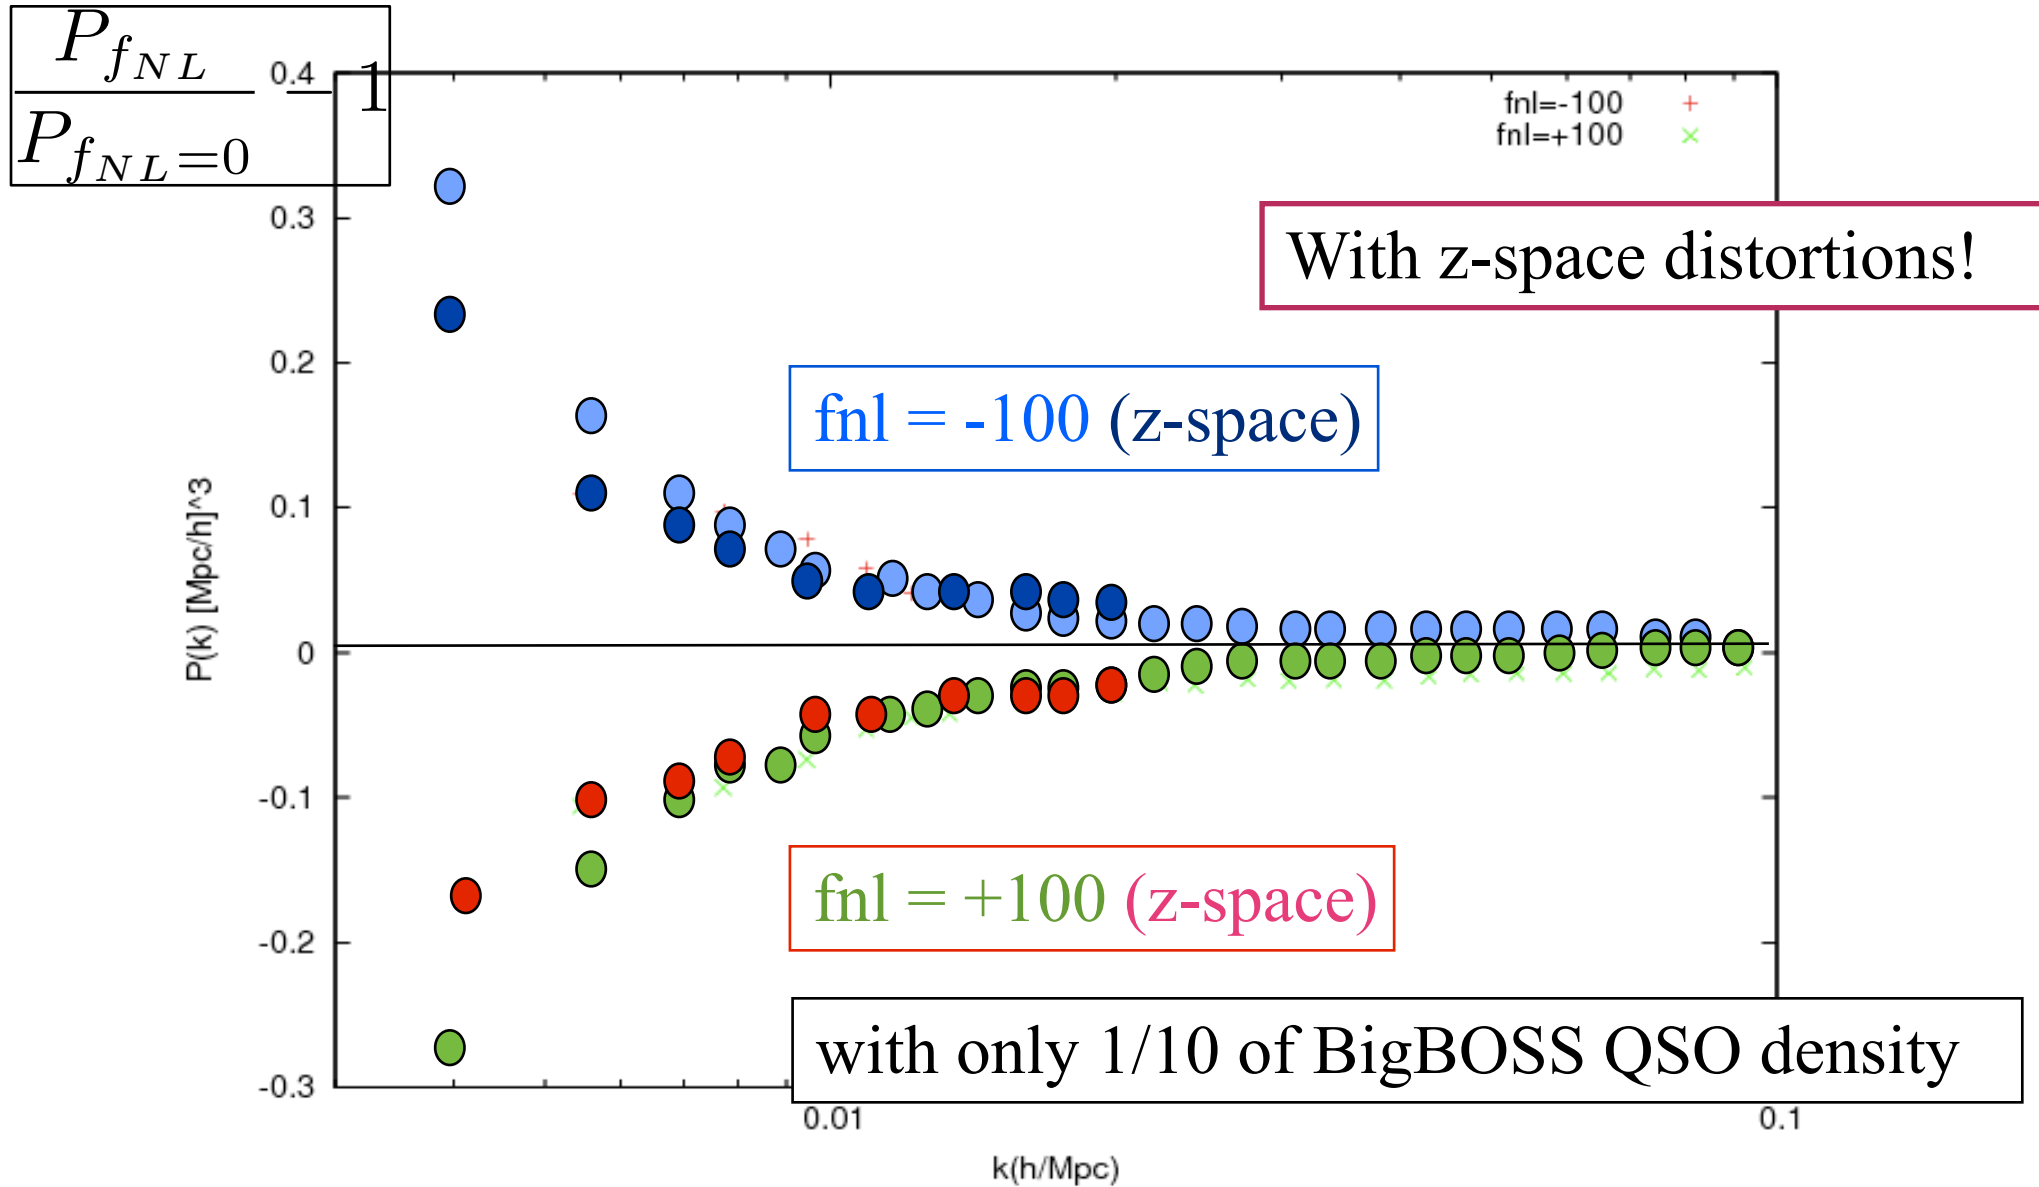 P_{f_{NL}}
P_{f_{NL}=0}
− 1
0.4
0.3
0.2
0.1
0
-0.1
-0.2
-0.3
P(k) [Mpc/h]^3
fnl=-100
fnl=+100
With z-space distortions!
fnl = -100 (z-space)
fnl = +100 (z-space)
with only 1/10 of BigBOSS QSO density
0.01
0.1
k(h/Mpc)